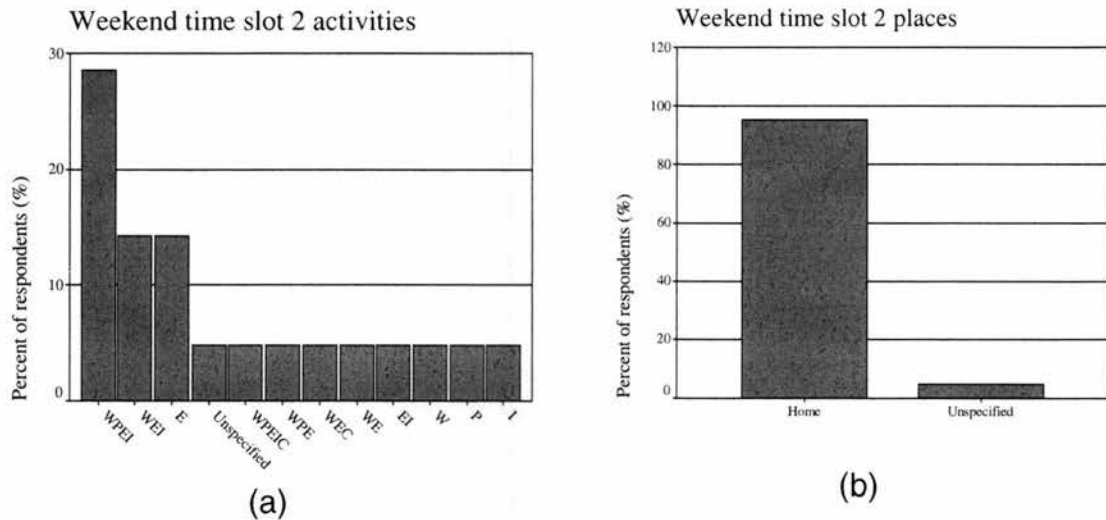 Weekend time slot 2 activities
Percent of respondents (%)
30
20
10
0
WPEI
WEI
E
Unspecified
WPEIC
WPE
WEC
WE
EI
W
P
I
(a)
Weekend time slot 2 places
Percent of respondents (%)
120
100
80
60
40
20
0
Home
Unspecified
(b)